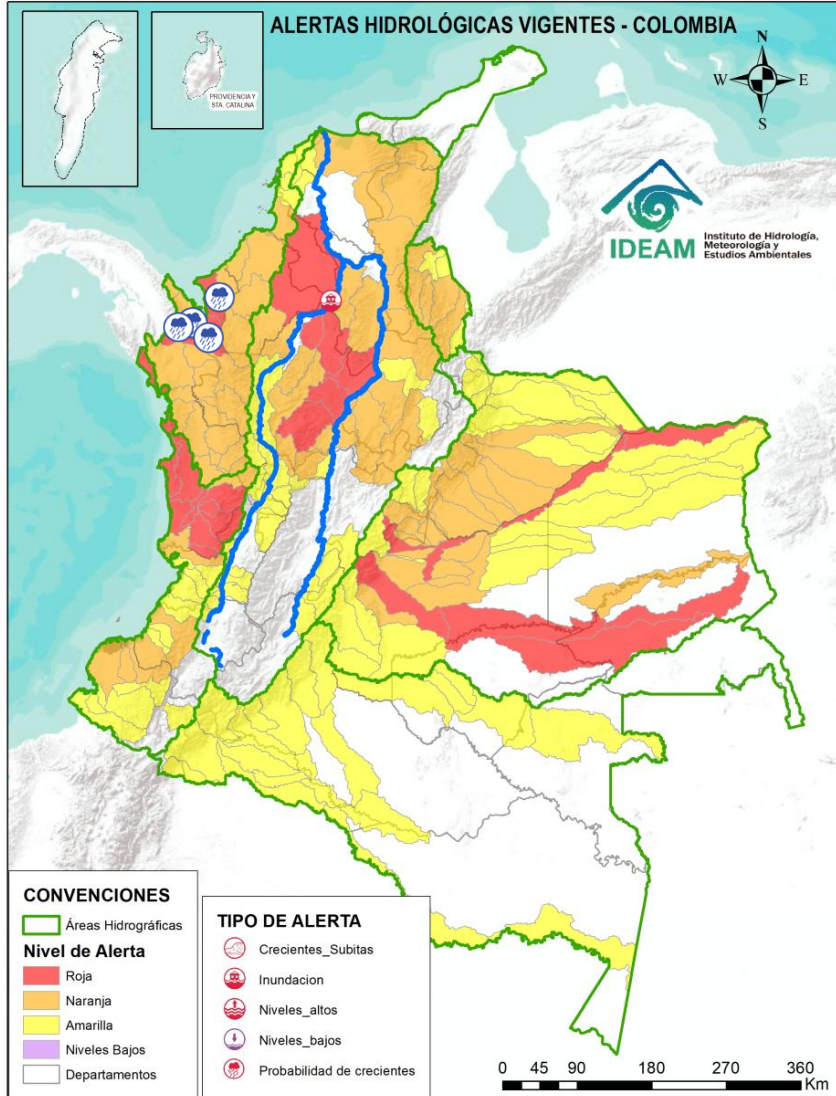 ALERTAS HIDROLÓGICAS VIGENTES - COLOMBIA
PROVIDENCIA Y
STA. CATALINA
N
W
E
S
IDEAM
Instituto de Hidrología,
Meteorología y
Estudios Ambientales
CONVENCIONES
Áreas Hidrográficas
Nivel de Alerta
Roja
Naranja
Amarilla
Niveles Bajos
Departamentos
TIPO DE ALERTA
Crecientes_Subitas
Inundacion
Niveles_altos
Niveles_bajos
Probabilidad de crecientes
0 45 90 180 270 360
Km